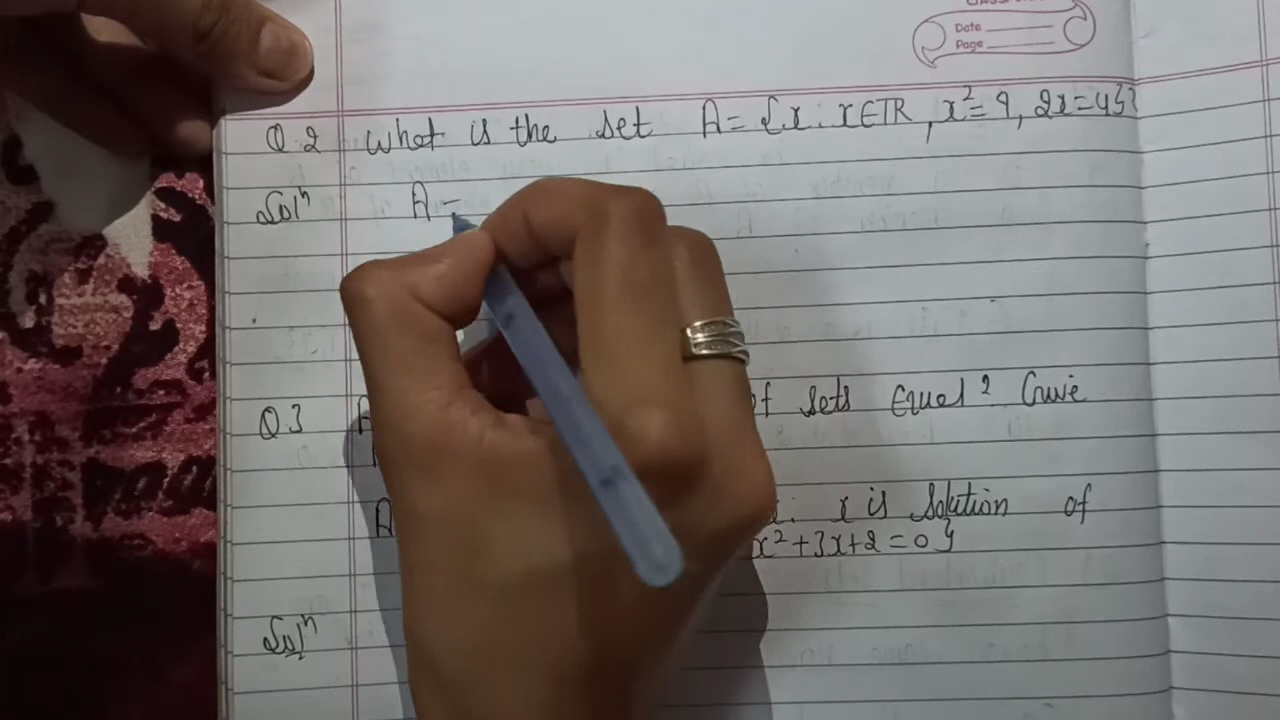 Date
Page
Q.2 What is the set A = {x : x ∈ R, x² = 9, 2x = 4}
Solⁿ A =
Q.3 of sets Equal? Give
x is Solution of
x² + 3x + 2 = 0}
Solⁿ